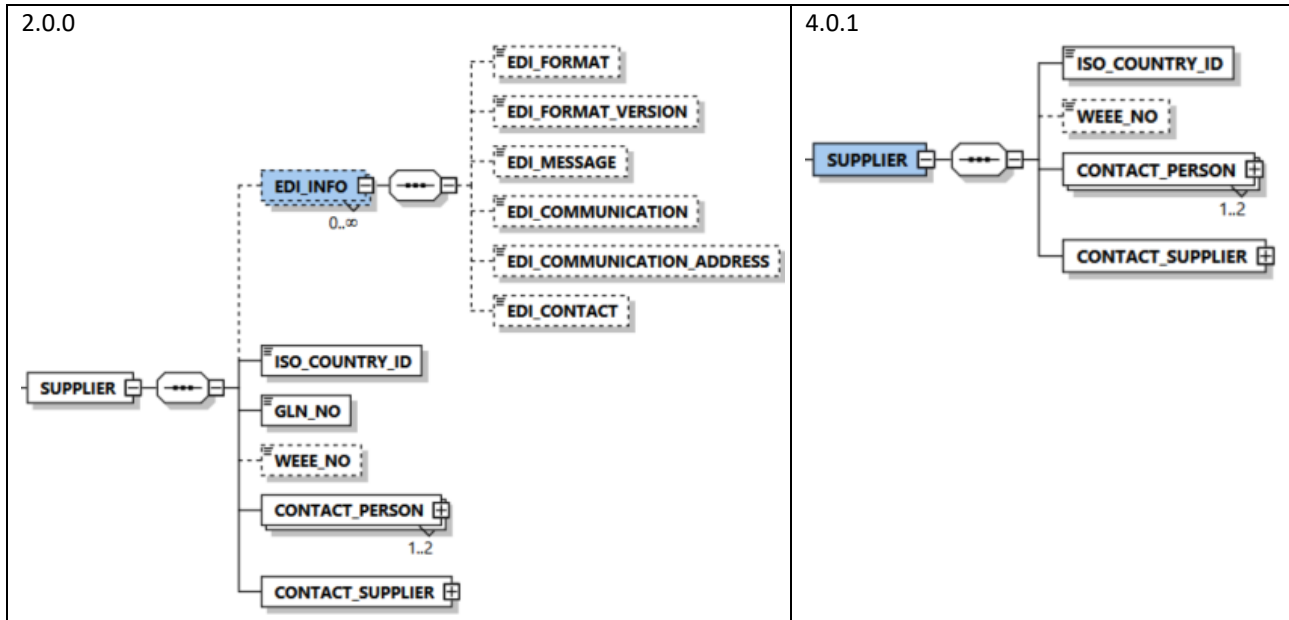 2.0.0
EDI_FORMAT
EDI_FORMAT_VERSION
EDI_MESSAGE
EDI_INFO
0..∞
EDI_COMMUNICATION
EDI_COMMUNICATION_ADDRESS
EDI_CONTACT
SUPPLIER
ISO_COUNTRY_ID
GLN_NO
WEEE_NO
CONTACT_PERSON
1..2
CONTACT_SUPPLIER
4.0.1
SUPPLIER
ISO_COUNTRY_ID
WEEE_NO
CONTACT_PERSON
1..2
CONTACT_SUPPLIER